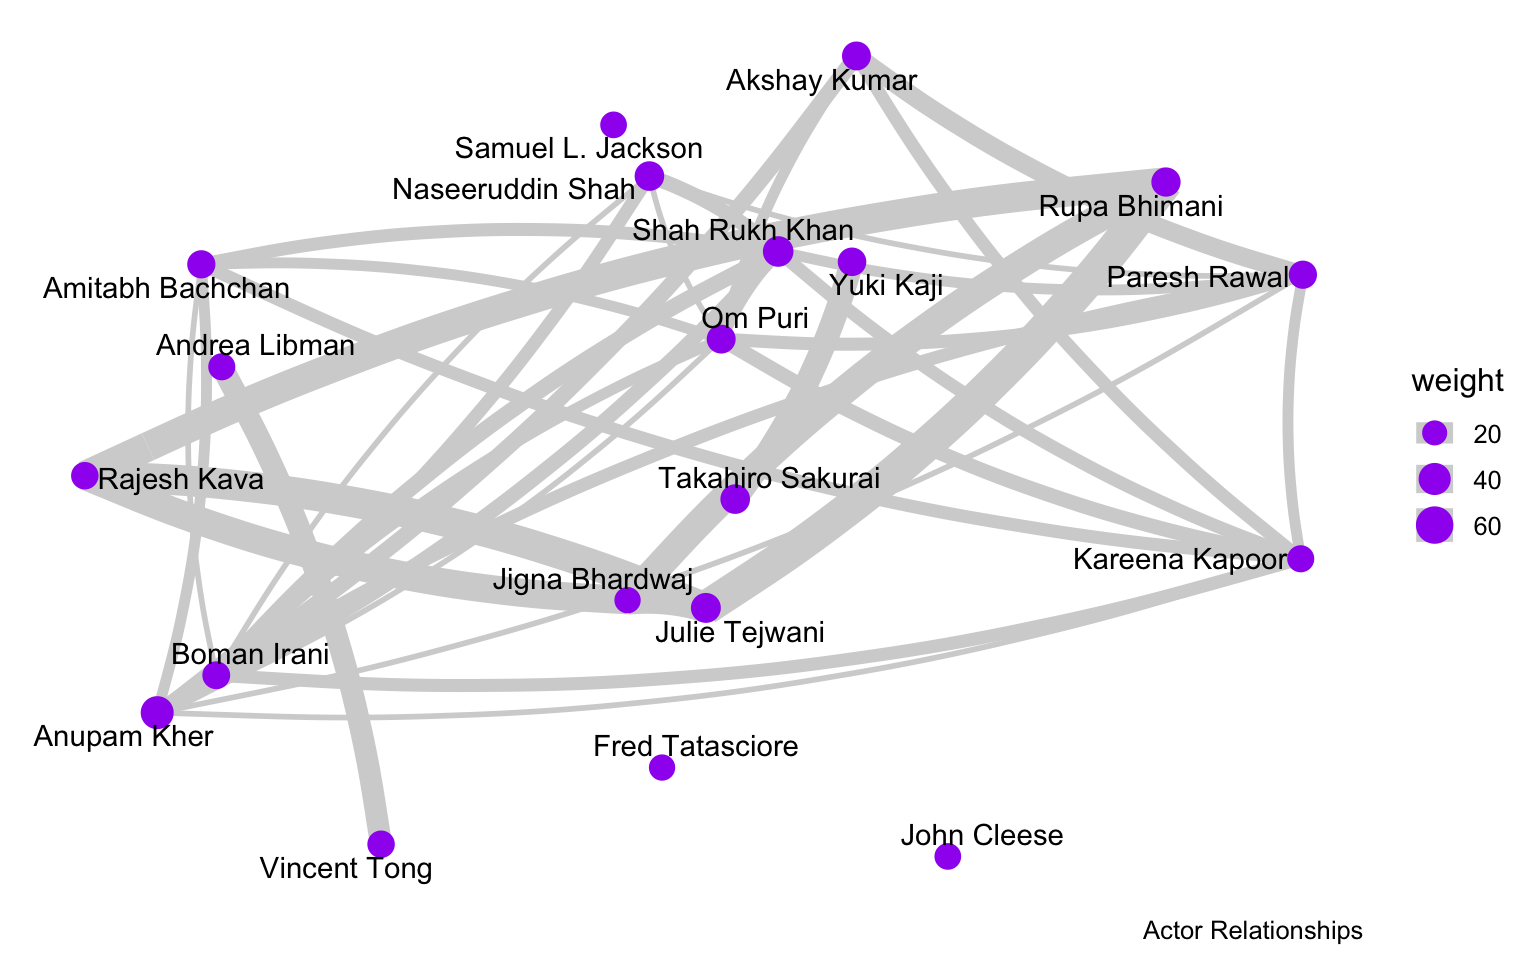 Akshay Kumar
Samuel L. Jackson
Naseeruddin Shah
Rupa Bhimani
Shah Rukh Khan
Paresh Rawal
Amitabh Bachchan
Yuki Kaji
Om Puri
Andrea Libman
weight
20
Rajesh Kava
Takahiro Sakurai
40
60
Kareena Kapoor
Jigna Bhardwaj
Julie Tejwani
Boman Irani
Anupam Kher
Fred Tatasciore
John Cleese
Vincent Tong
Actor Relationships